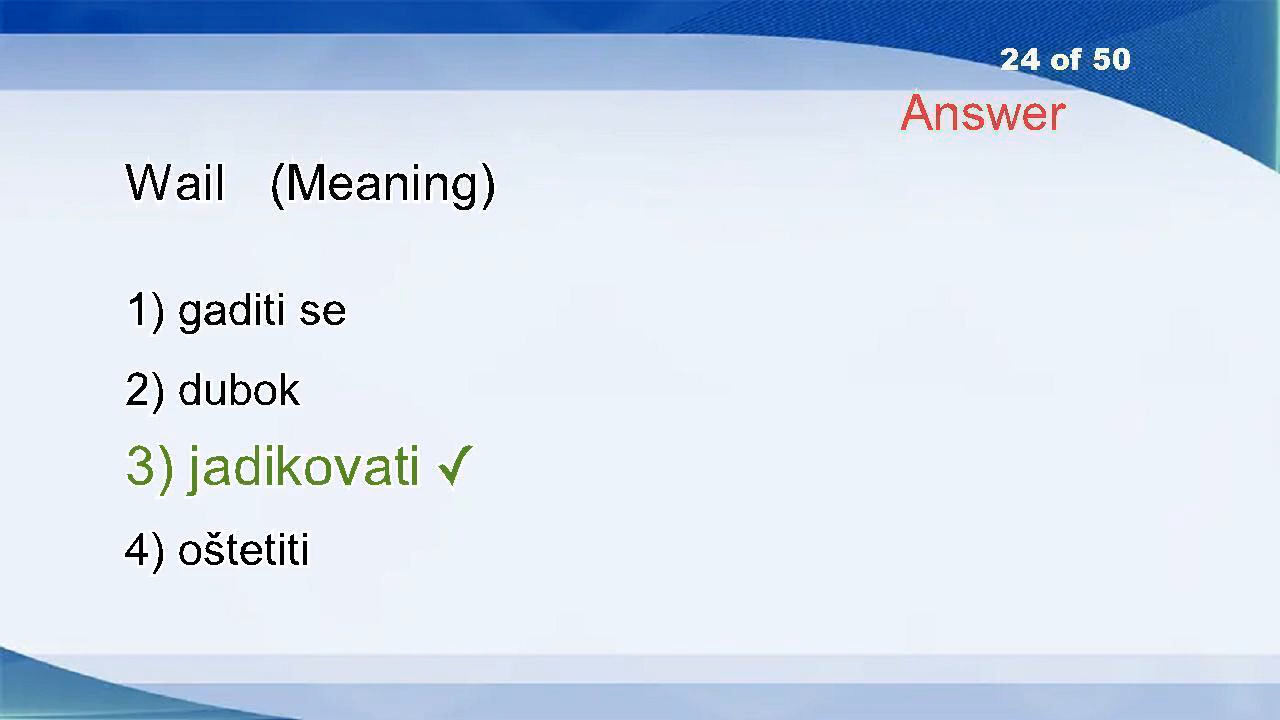 24 of 50
Answer
Wail (Meaning)
1) gaditi se
2) dubok
3) jadikovati ✓
4) oštetiti